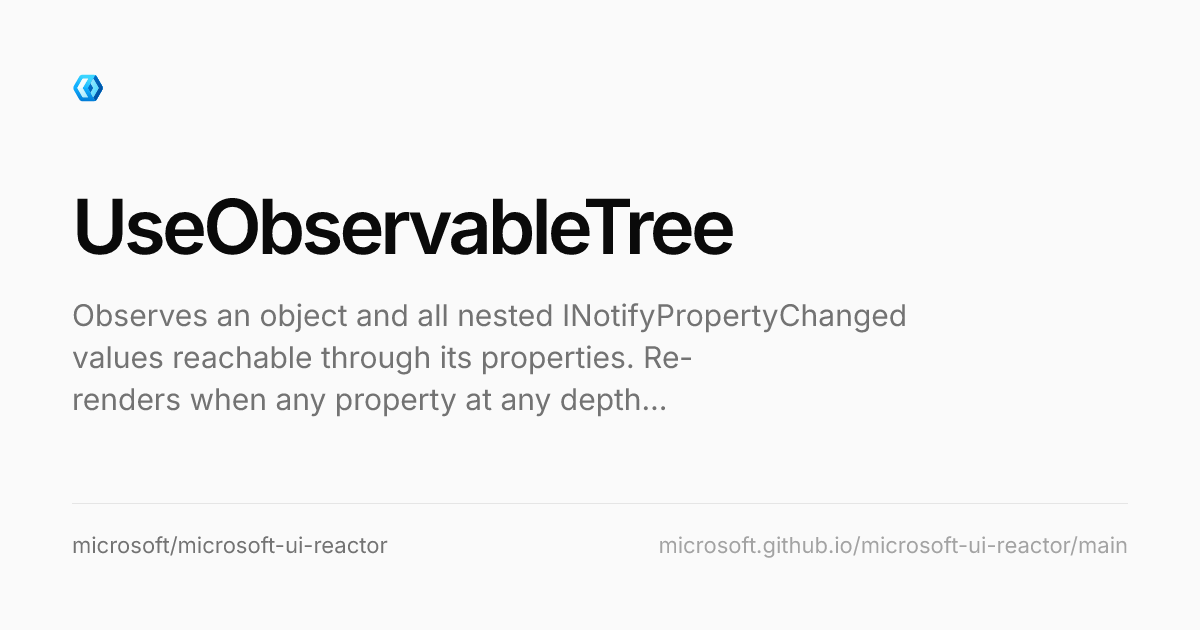 UseObservableTree
Observes an object and all nested INotifyPropertyChanged
values reachable through its properties. Re-
renders when any property at any depth...
microsoft/microsoft-ui-reactor
microsoft.github.io/microsoft-ui-reactor/main